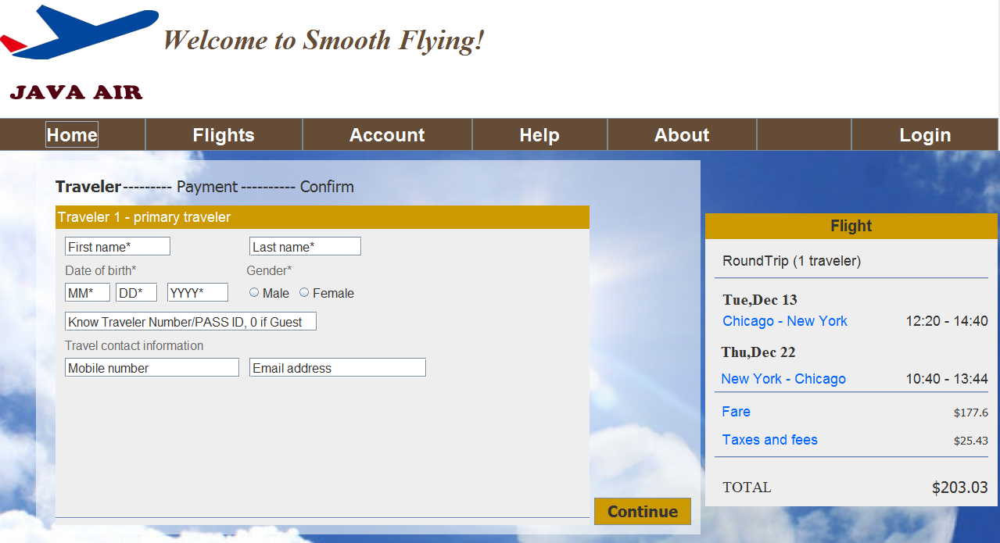 Welcome to Smooth Flying!
JAVA AIR
Home Flights Account Help About Login
Traveler--------- Payment ---------- Confirm
Traveler 1 - primary traveler
First name* Last name*
Date of birth* Gender*
MM* DD* YYYY* Male Female
Know Traveler Number/PASS ID, 0 if Guest
Travel contact information
Mobile number Email address
Continue
Flight
RoundTrip (1 traveler)
Tue,Dec 13
Chicago - New York 12:20 - 14:40
Thu,Dec 22
New York - Chicago 10:40 - 13:44
Fare $177.6
Taxes and fees $25.43
TOTAL $203.03